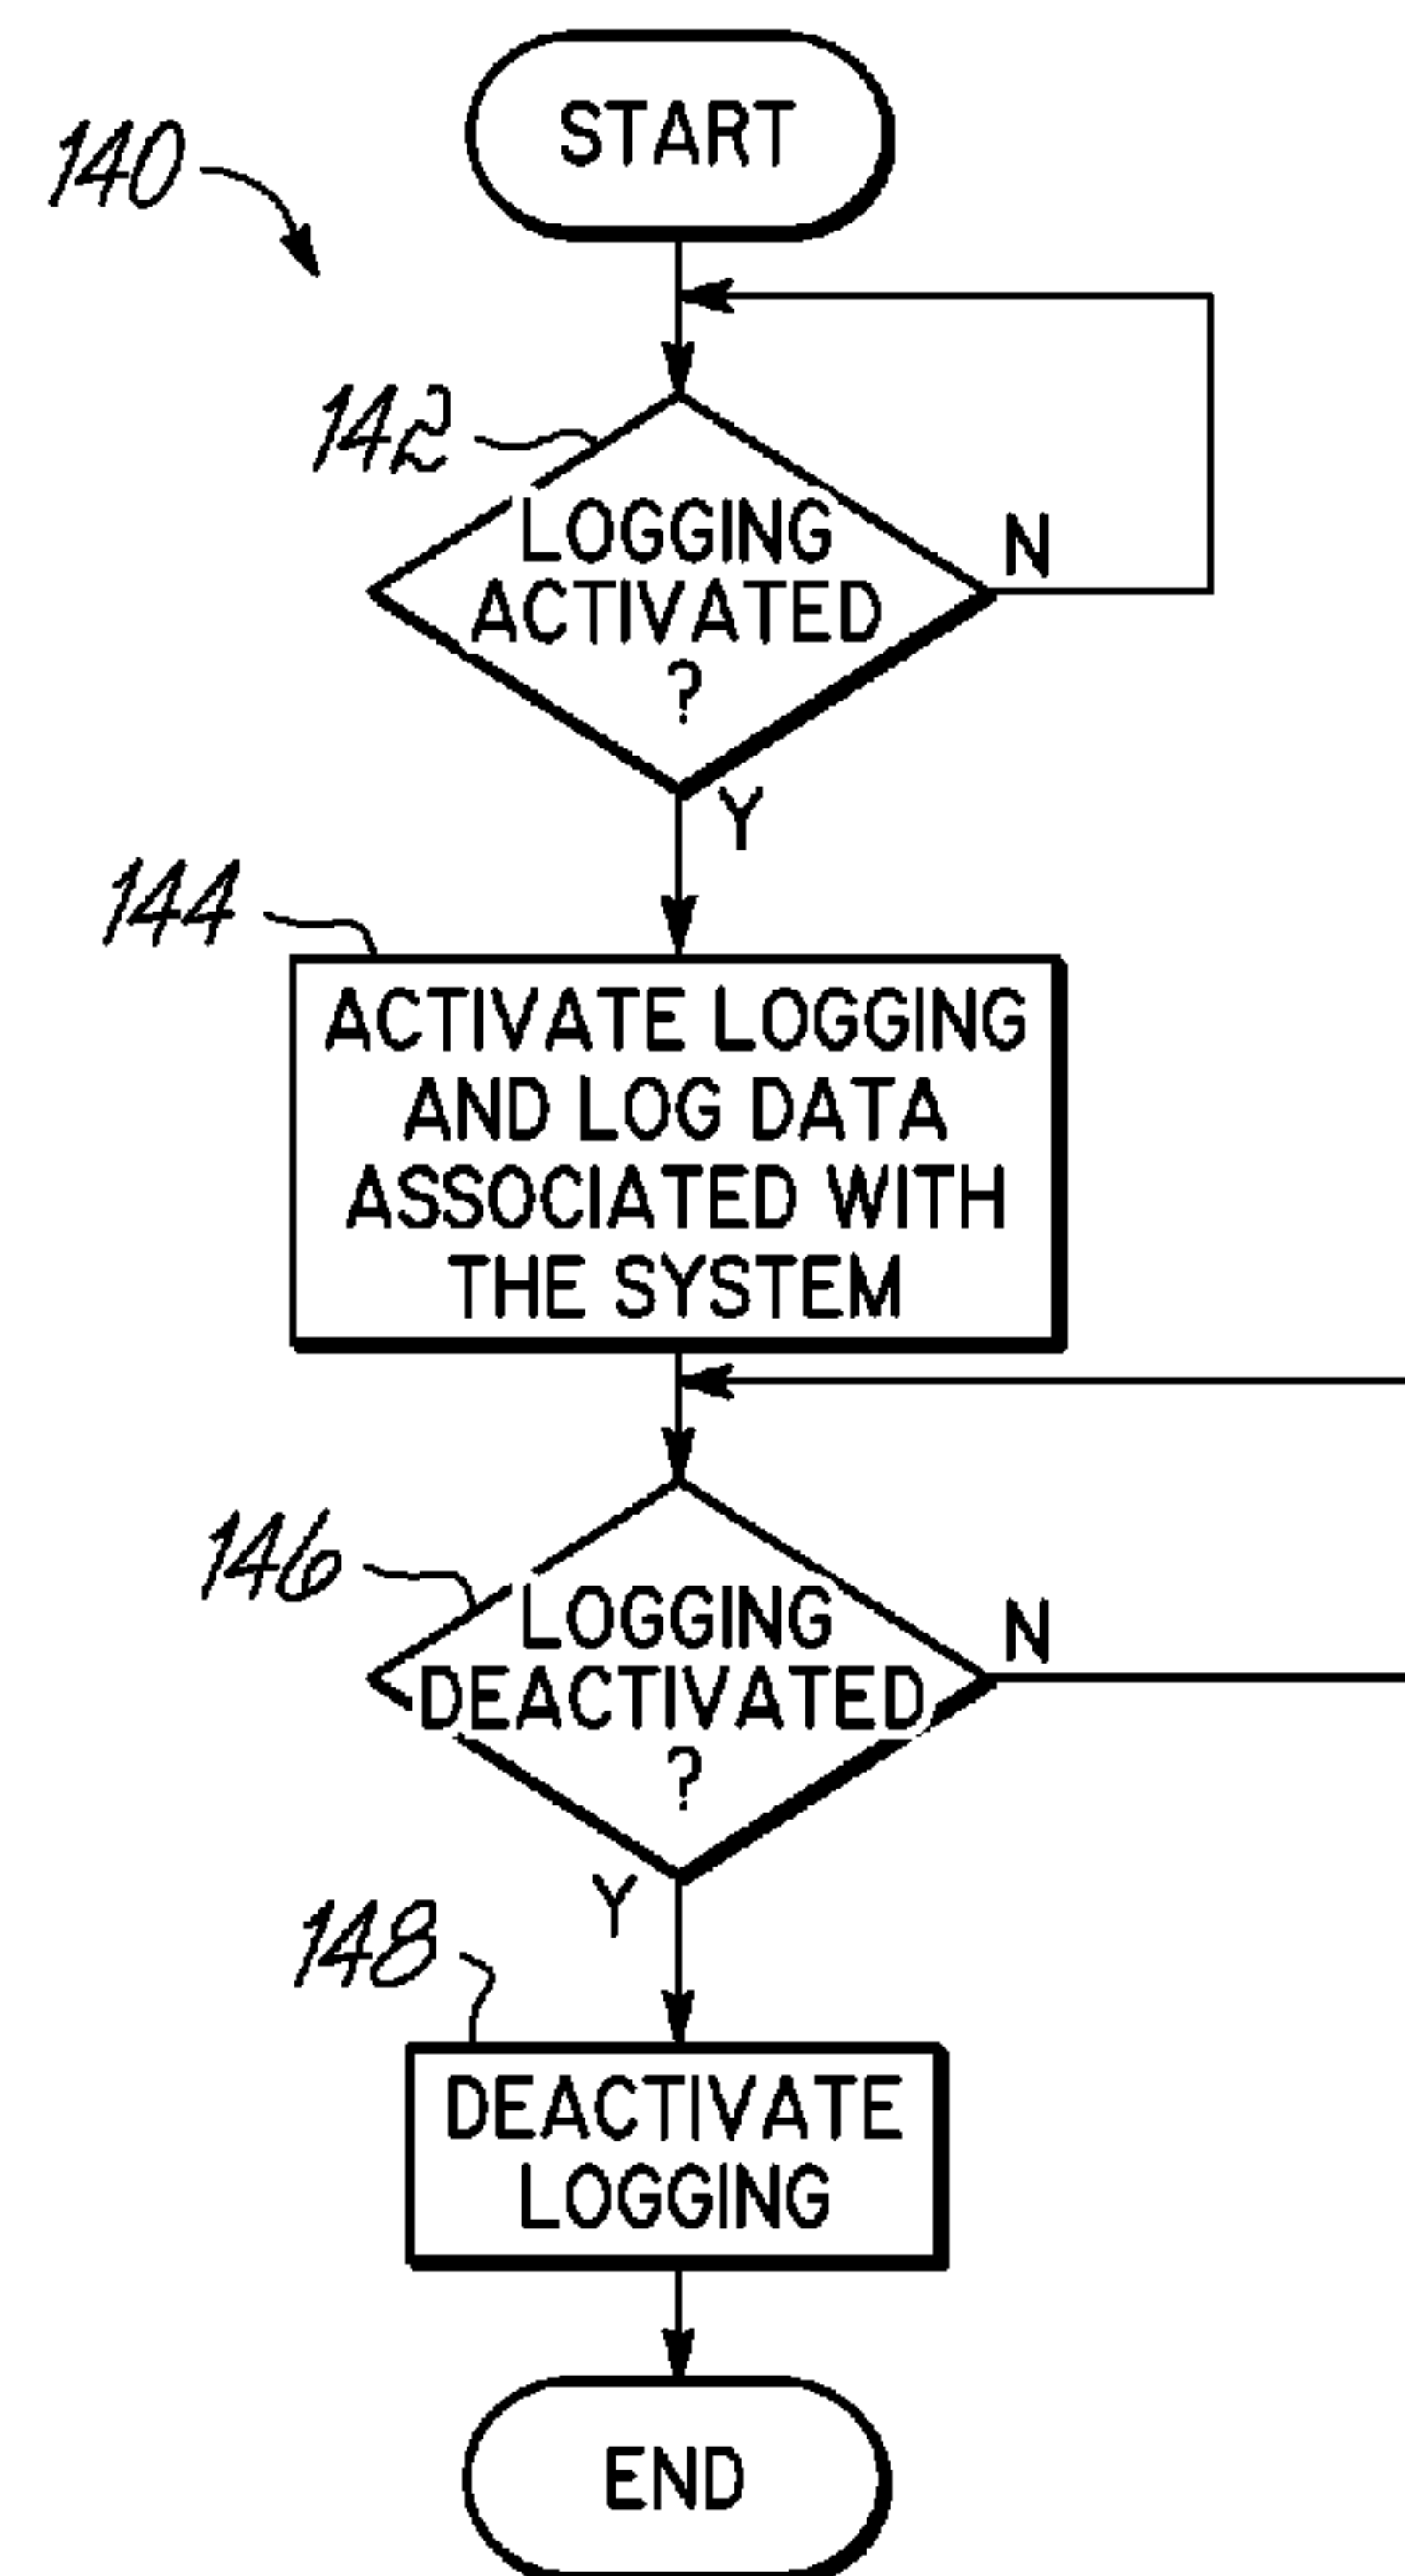 START
140
142
LOGGING
ACTIVATED
?
N
Y
144
ACTIVATE LOGGING
AND LOG DATA
ASSOCIATED WITH
THE SYSTEM
146
LOGGING
DEACTIVATED
?
N
Y
148
DEACTIVATE
LOGGING
END